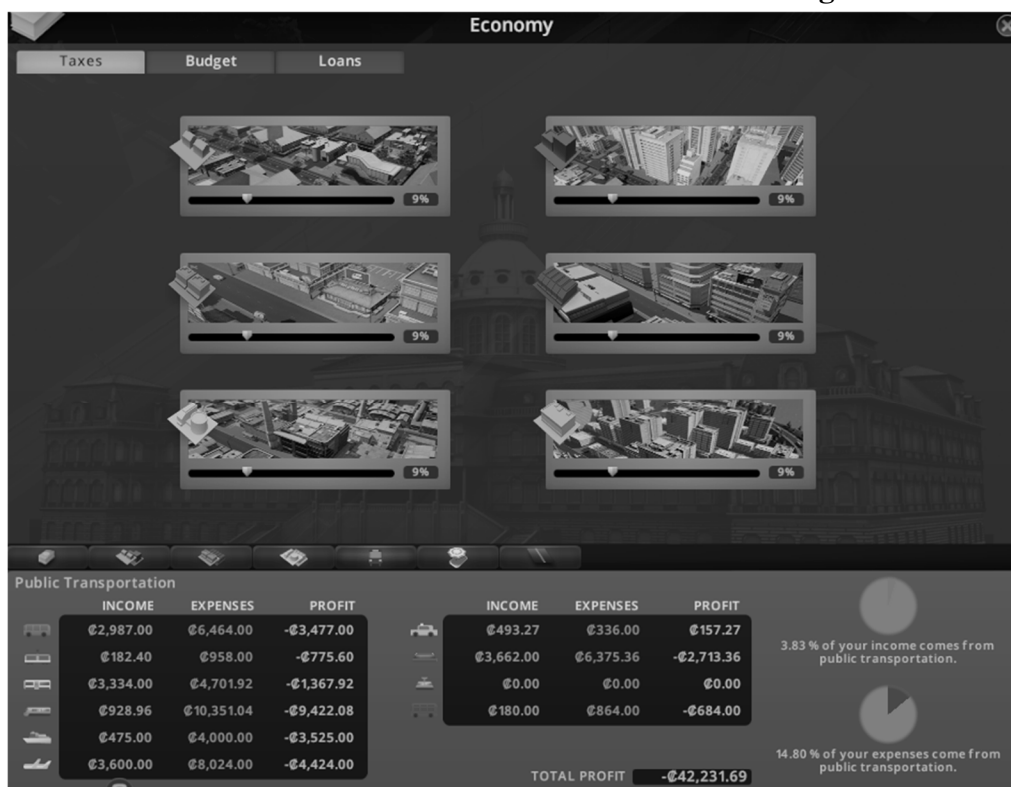 Economy
Taxes Budget Loans
9% 9%
9% 9%
9% 9%
Public Transportation
INCOME EXPENSES PROFIT
₡2,987.00 ₡6,464.00 -₡3,477.00
₡182.40 ₡958.00 -₡775.60
₡3,334.00 ₡4,701.92 -₡1,367.92
₡928.96 ₡10,351.04 -₡9,422.08
₡475.00 ₡4,000.00 -₡3,525.00
₡3,600.00 ₡8,024.00 -₡4,424.00
INCOME EXPENSES PROFIT
₡493.27 ₡336.00 ₡157.27
₡3,662.00 ₡6,375.36 -₡2,713.36
₡0.00 ₡0.00 ₡0.00
₡180.00 ₡864.00 -₡684.00
TOTAL PROFIT -₡42,231.69
3.83 % of your income comes from
public transportation.
14.80 % of your expenses come from
public transportation.